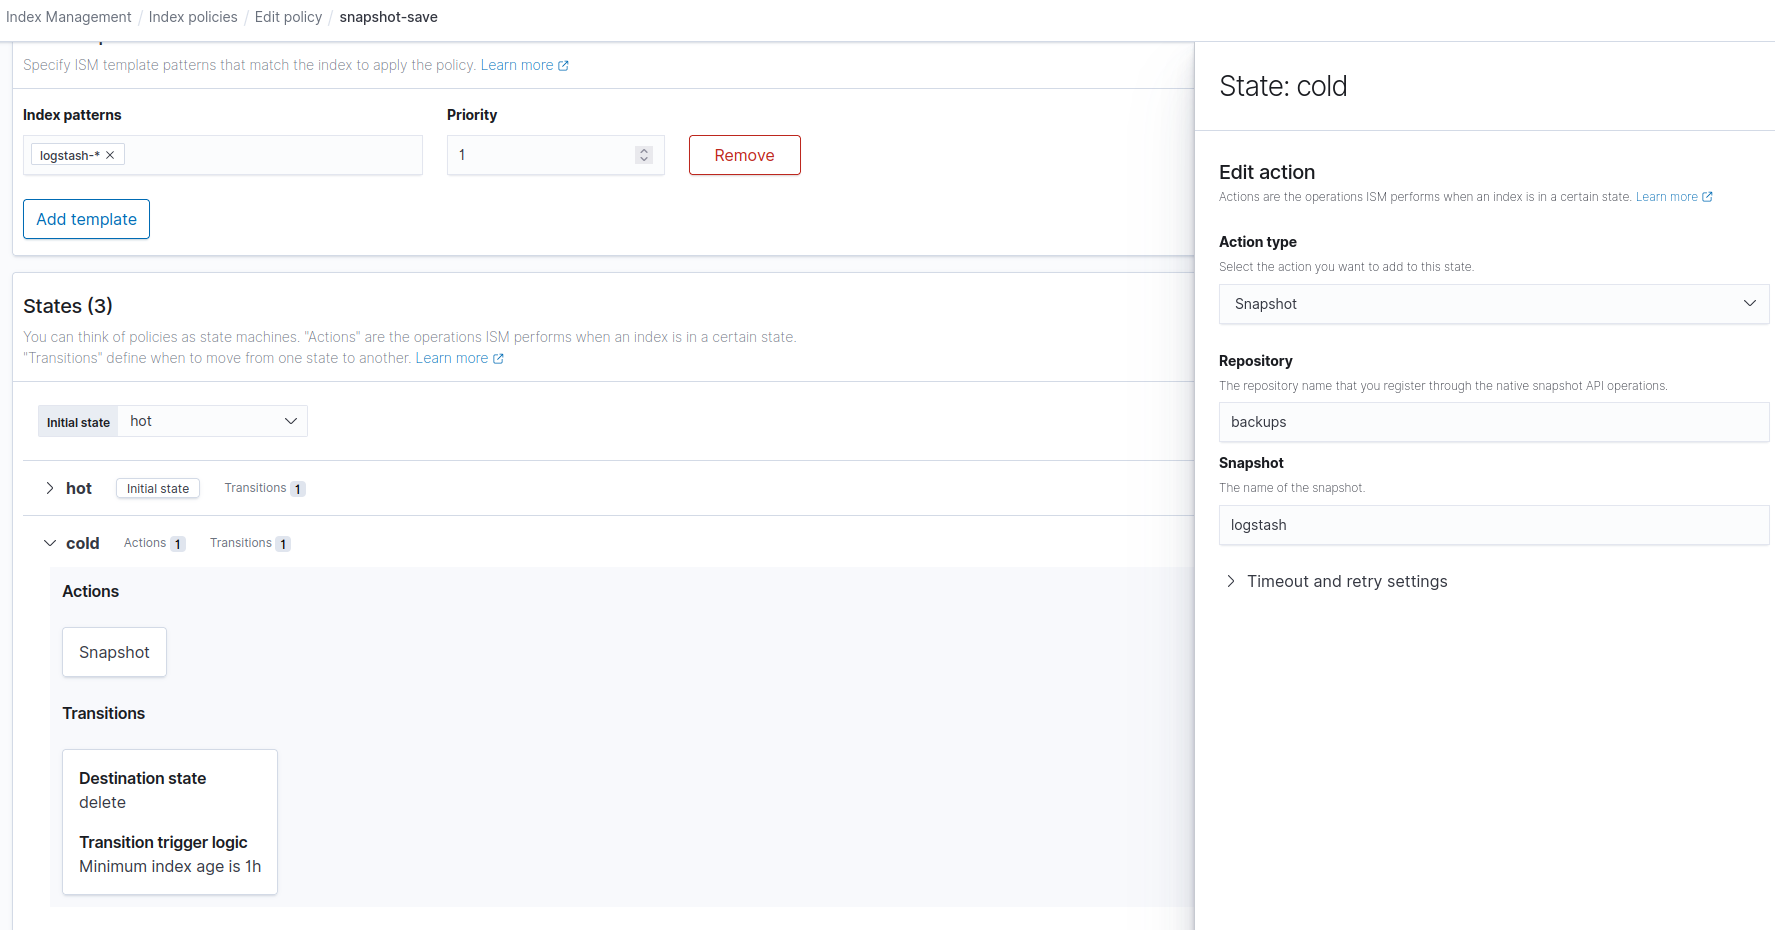 Index Management / Index policies / Edit policy / snapshot-save
Specify ISM template patterns that match the index to apply the policy. Learn more
Index patterns
Priority
logstash-* ×
1
Remove
Add template
States (3)
You can think of policies as state machines. "Actions" are the operations ISM performs when an index is in a certain state.
"Transitions" define when to move from one state to another. Learn more
Initial state hot
hot Initial state Transitions 1
cold Actions 1 Transitions 1
Actions
Snapshot
Transitions
Destination state
delete
Transition trigger logic
Minimum index age is 1h
State: cold
Edit action
Actions are the operations ISM performs when an index is in a certain state. Learn more
Action type
Select the action you want to add to this state.
Snapshot
Repository
The repository name that you register through the native snapshot API operations.
backups
Snapshot
The name of the snapshot.
logstash
Timeout and retry settings